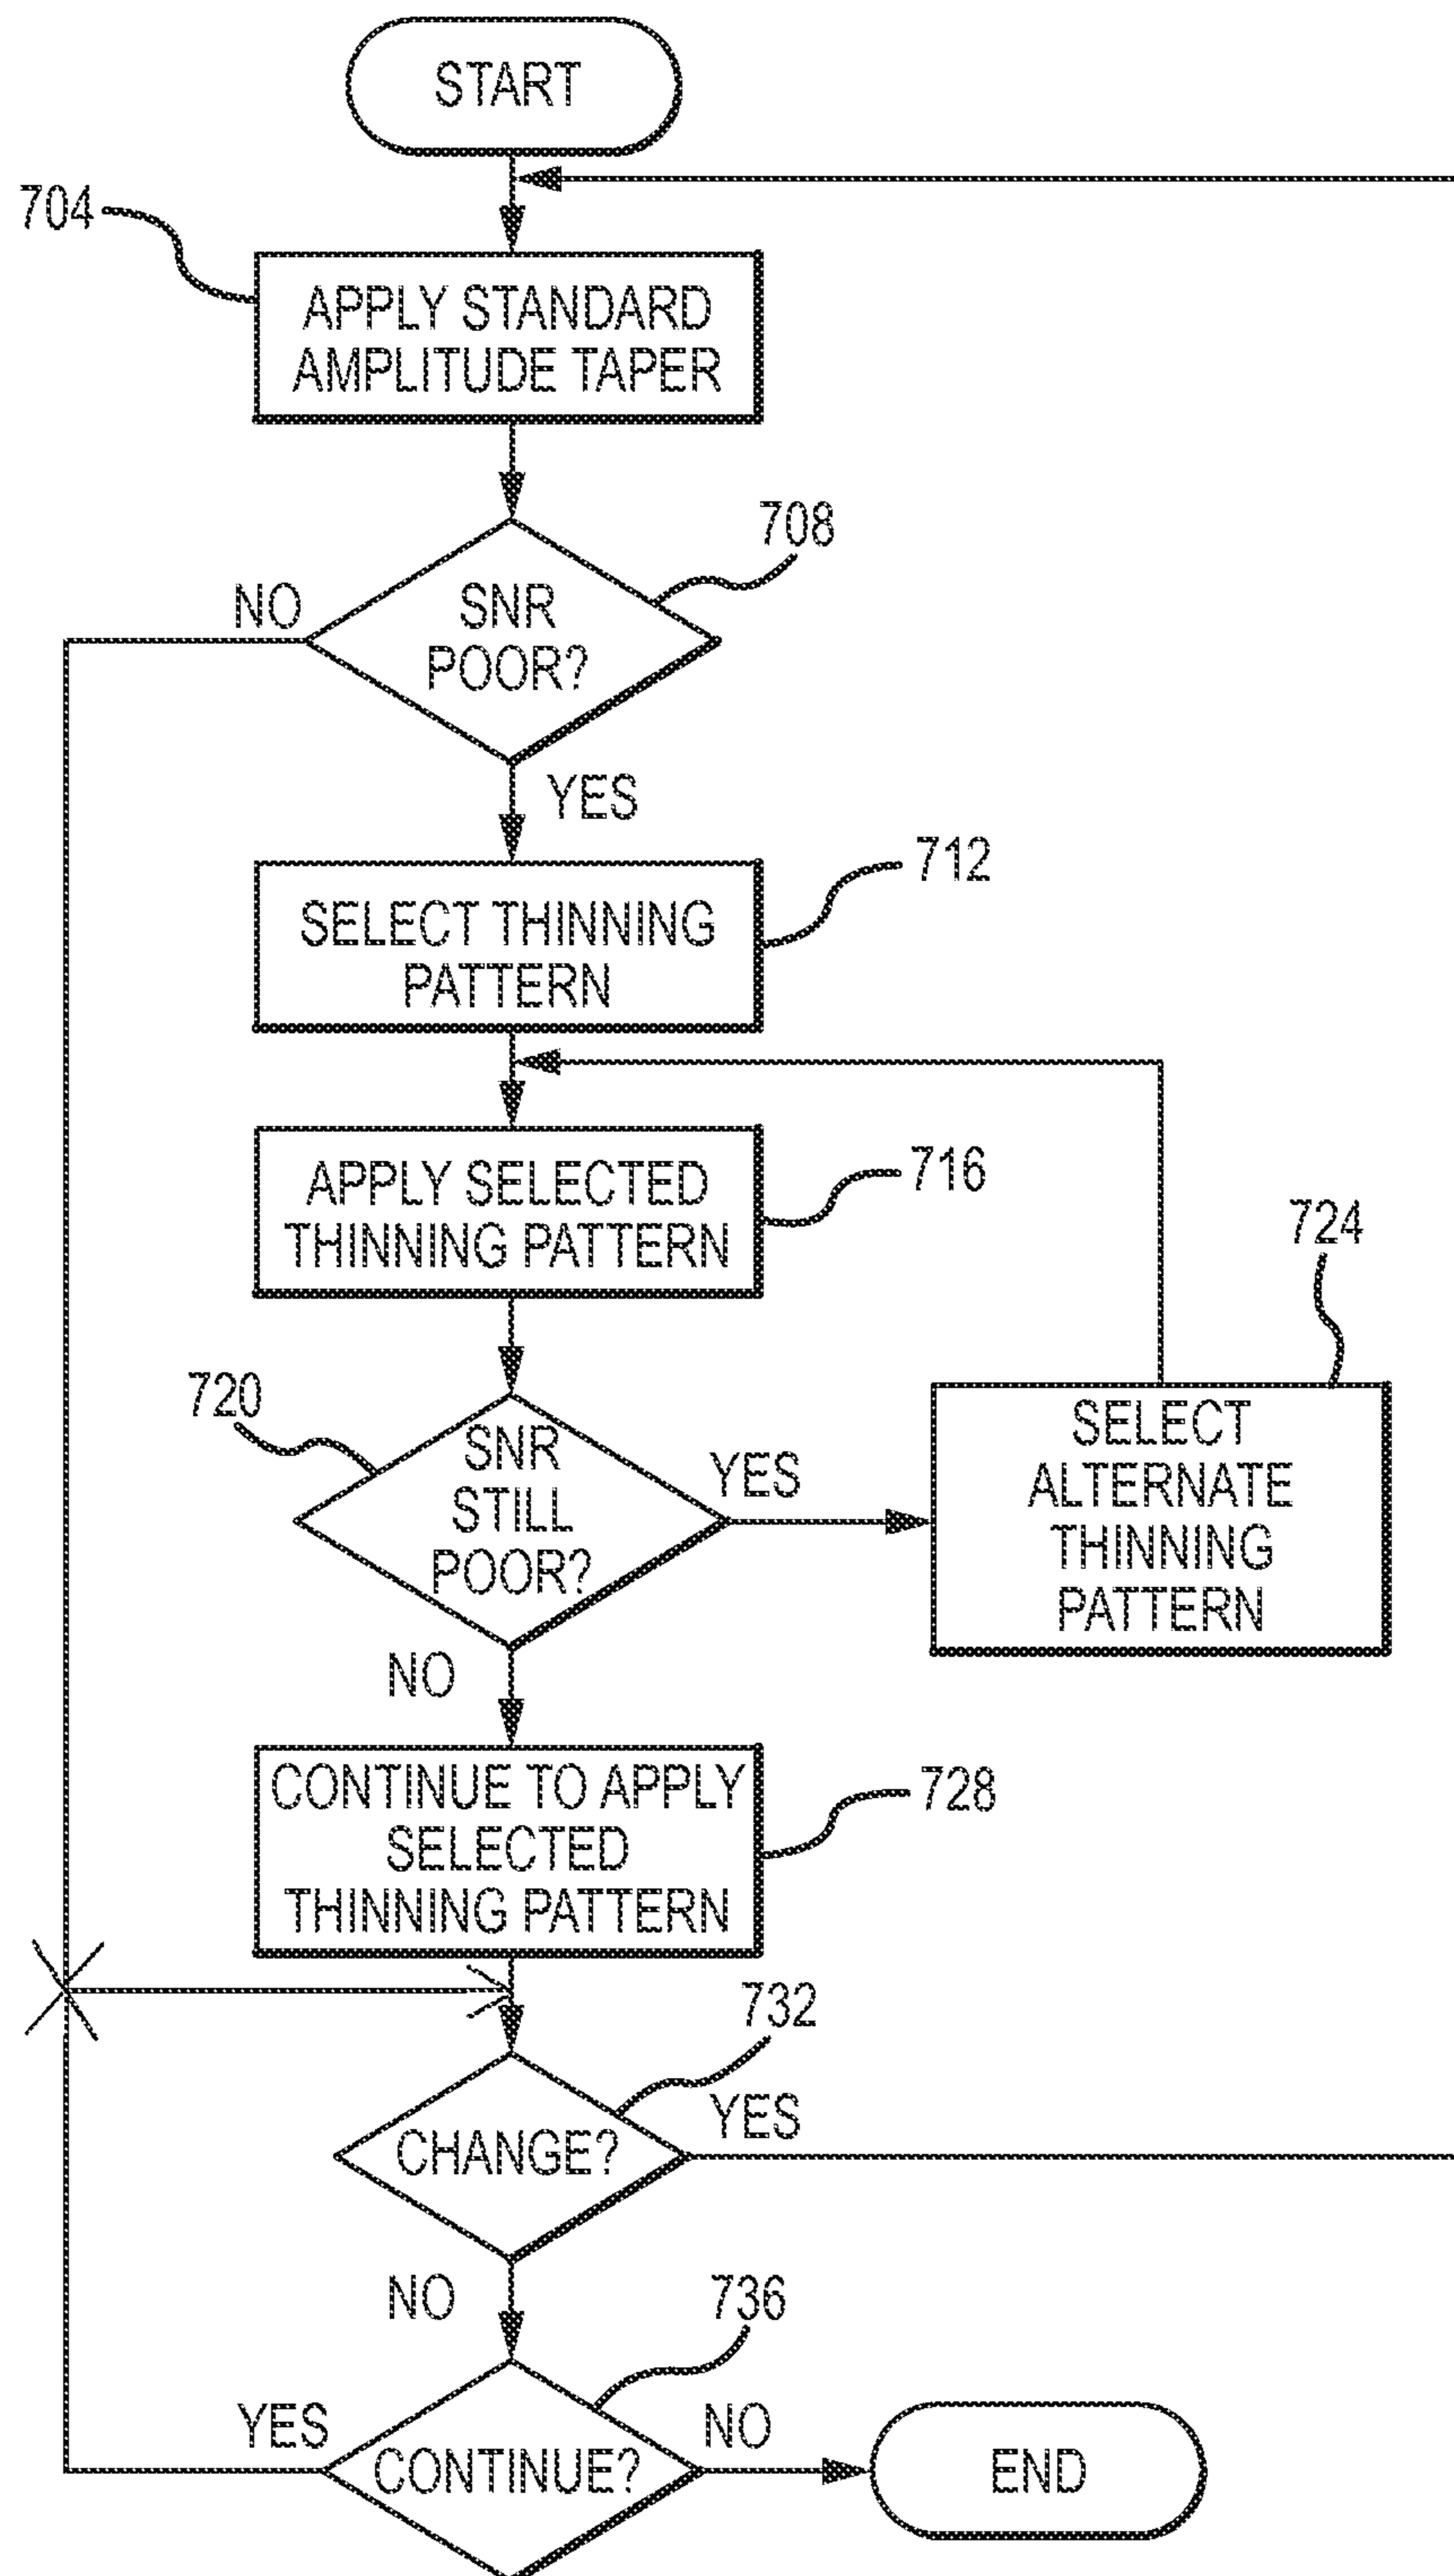 START
704
APPLY STANDARD
AMPLITUDE TAPER
708
NO
SNR
POOR?
YES
712
SELECT THINNING
PATTERN
716
APPLY SELECTED
THINNING PATTERN
724
720
SNR
STILL
POOR?
YES
SELECT
ALTERNATE
THINNING
PATTERN
NO
728
CONTINUE TO APPLY
SELECTED
THINNING PATTERN
732
YES
CHANGE?
NO
736
YES
CONTINUE?
NO
END